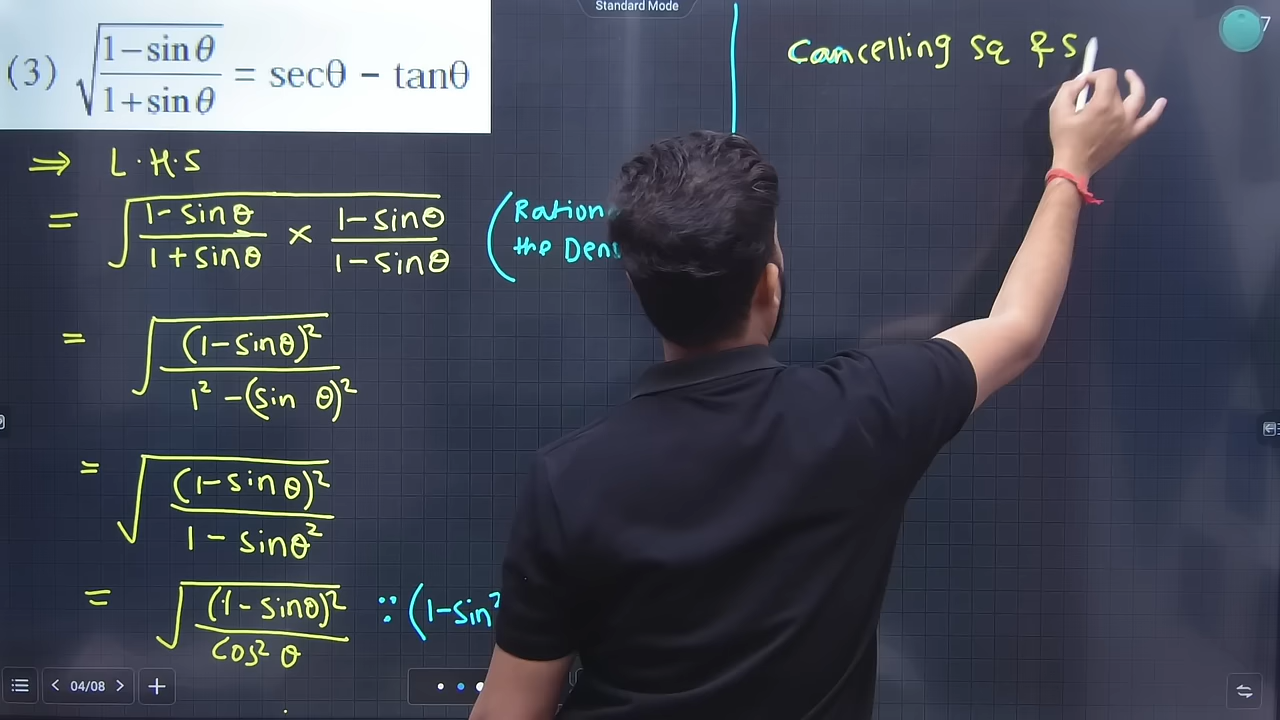 Standard Mode
7
(3) √((1−sinθ)/(1+sinθ)) = secθ − tanθ
⇒ L.H.S
= √((1−sinθ)/(1+sinθ) × (1−sinθ)/(1−sinθ)) (Ration
the Den
= √((1−sinθ)²/(1²−(sin θ)²))
= √((1−sinθ)²/(1−sinθ²))
= √((1−sinθ)²/cos²θ) ∵ (1−sin²
04/08
Cancelling sq & s